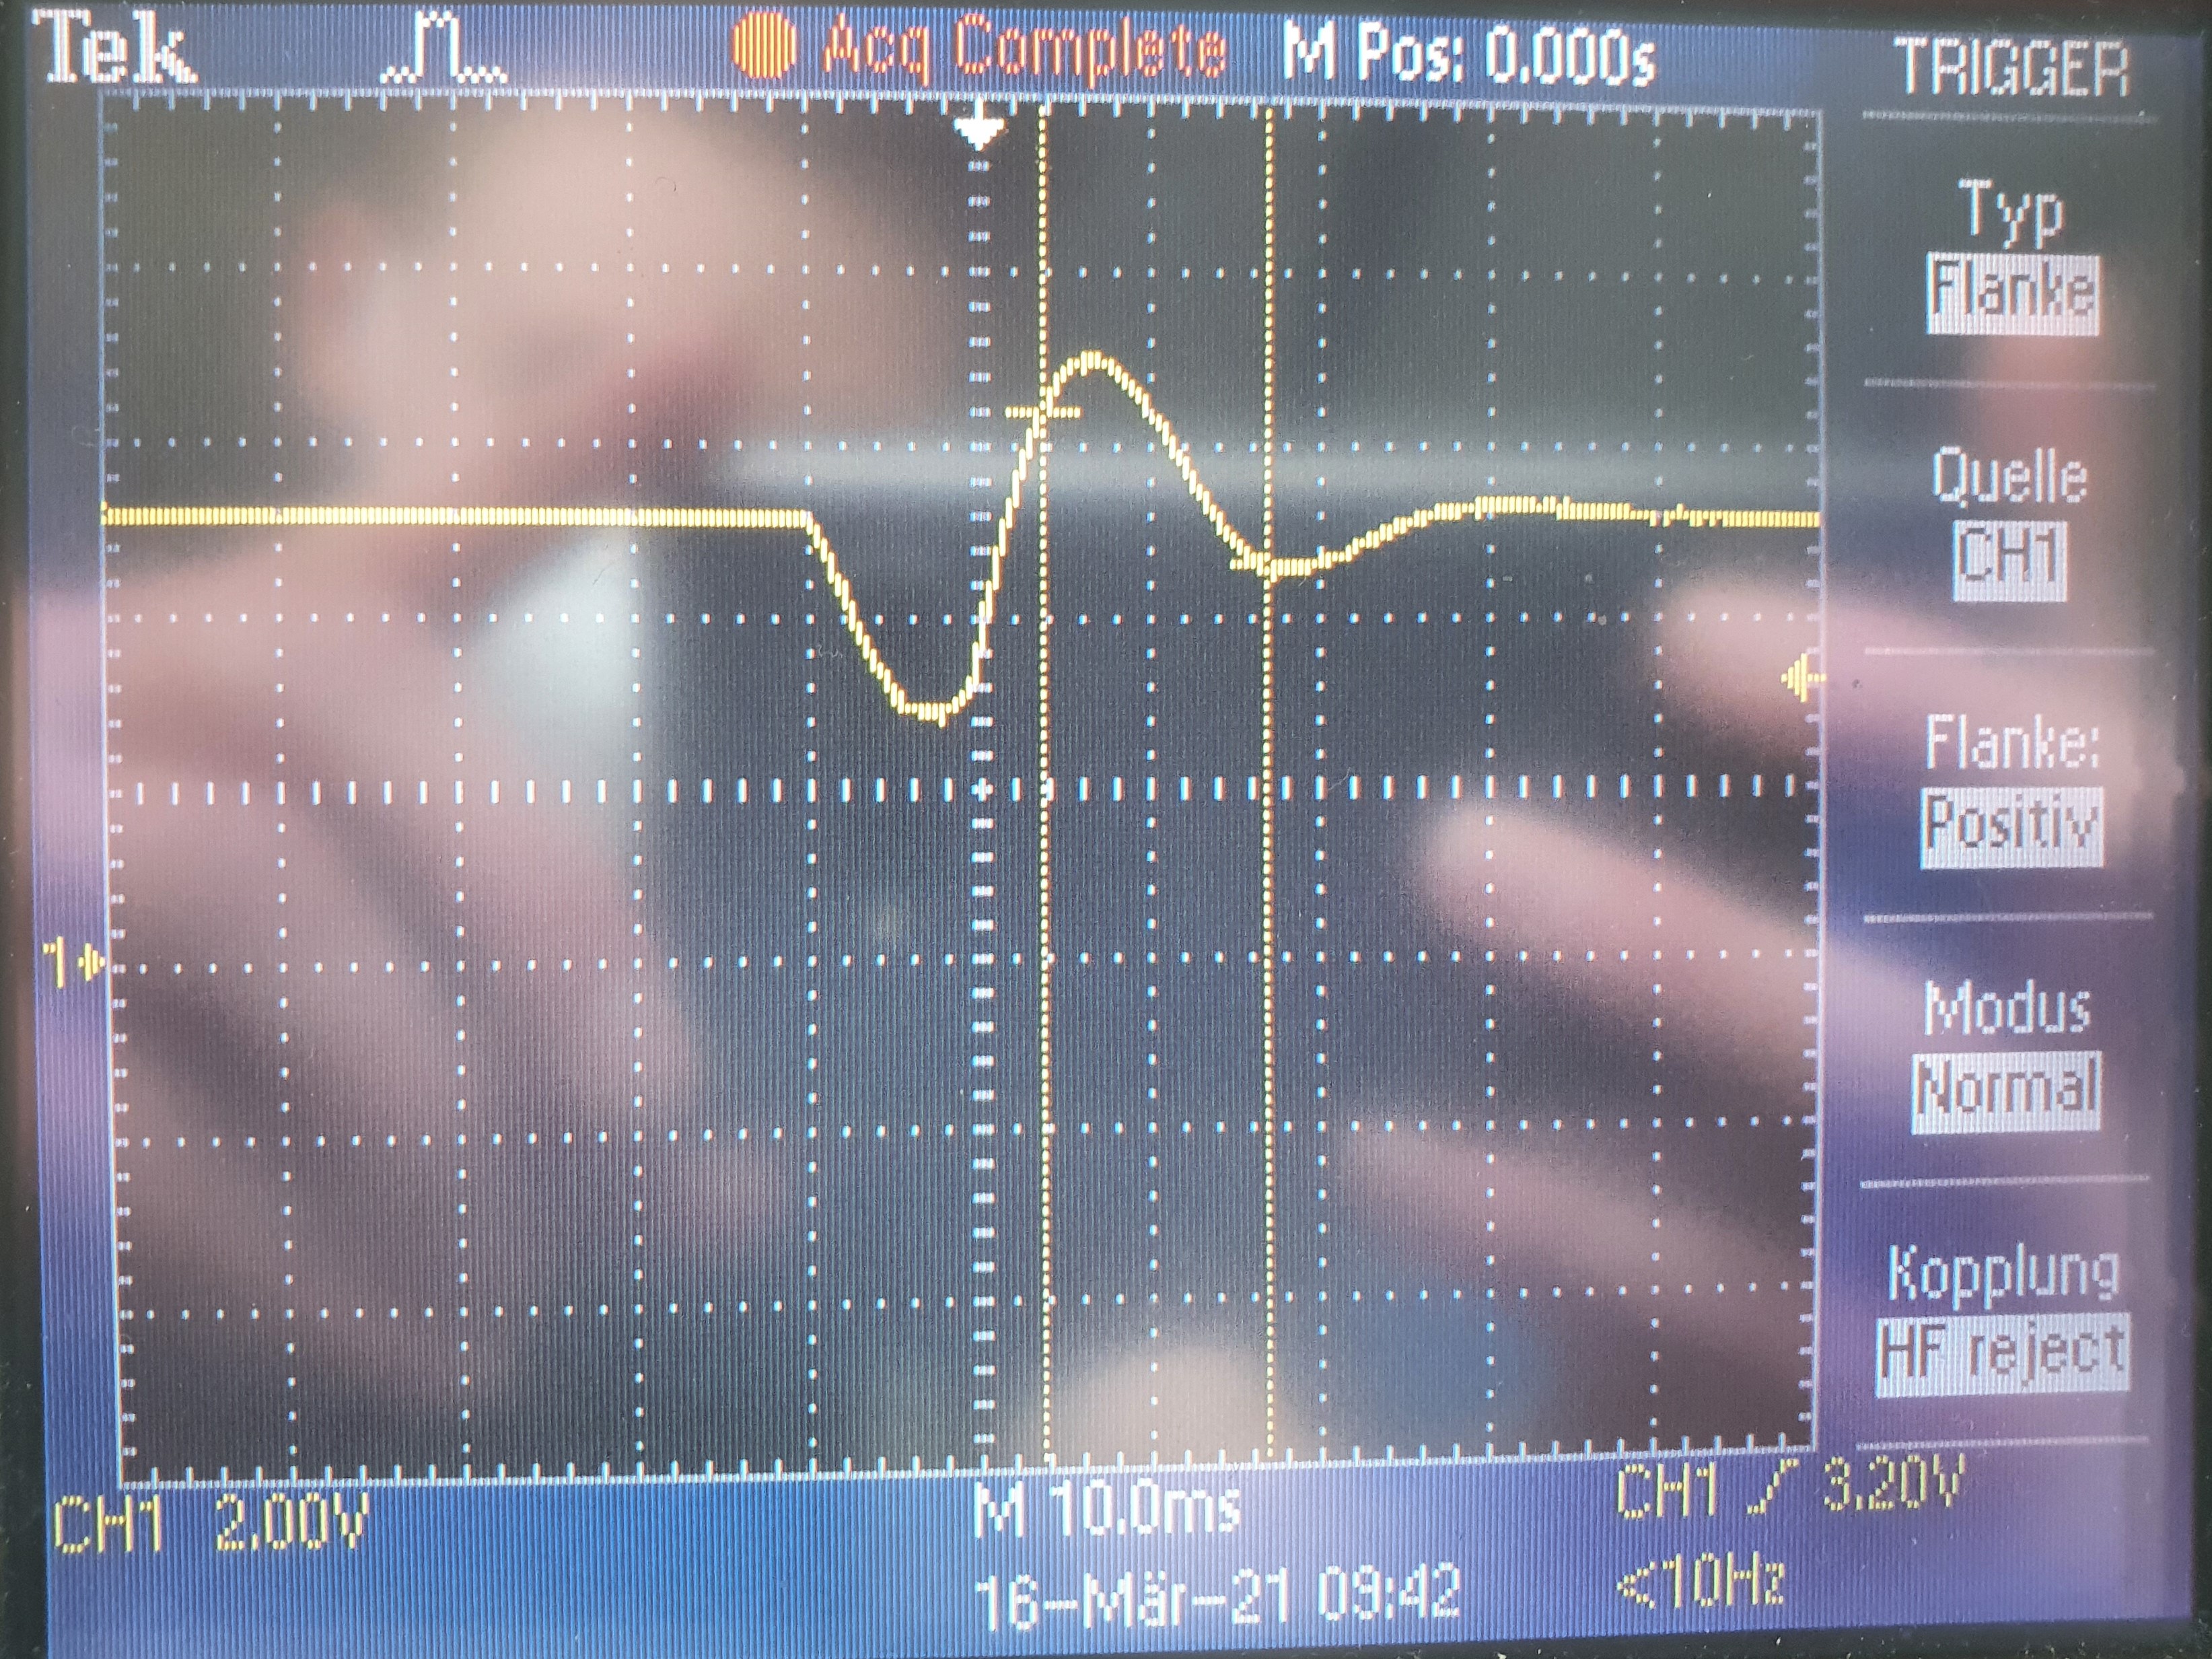 Tek Acq Complete M Pos: 0.000s TRIGGER
Typ
Flanke
Quelle
CH1
Flanke:
Positiv
Modus
Normal
Kopplung
HF reject
1
CH1 2.00V M 10.0ms CH1 3.20V
16-Mär-21 09:42 <10Hz